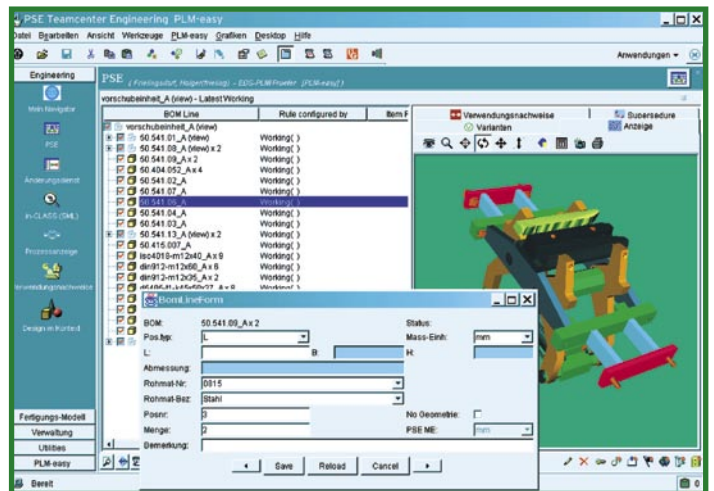 PSE Teamcenter Engineering PLM-easy
Datei Bearbeiten Ansicht Werkzeuge PLM-easy Grafiken Desktop Hilfe
Anwendungen
Engineering
Mein Navigator
PSE
Änderungsdienst
in-CLASS (SML)
Prozessanzeige
Verwendungsnachweise
Design im Kontext
Fertigungs-Modell
Verwaltung
Utilities
PLM-easy
PSE
vorschubeinheit_A (view) - Latest Working
BOM Line Rule configured by Item
vorschubeinheit_A (view)
50.541.01_A (view) Working( )
50.541.08_A (view) x 2 Working( )
50.541.09_A x 2 Working( )
50.404.052_A x 4 Working( )
50.541.02_A Working( )
50.541.07_A Working( )
50.541.06_A Working( )
50.541.04_A Working( )
50.541.03_A Working( )
50.541.13_A (view) x 2 Working( )
50.415.007_A Working( )
iso4018-m12x40_A x 6 Working( )
din912-m12x60_A x 6 Working( )
din912-m12x35_A x 2 Working( )
Working( )
Verwendungsnachweise Supersedure
Varianten Anzeige
BomLineForm
BOM: 50.541.09_A x 2 Status:
Pos.typ: L Mass-Einh: mm
L: B: H:
Abmessung:
Rohmat-Nr: 0815
Rohmat-Bez: Stahl
Posnr: 3 No Geometrie:
Menge: 2 PSE ME: mm
Bemerkung:
Save Reload Cancel
Bereit 0